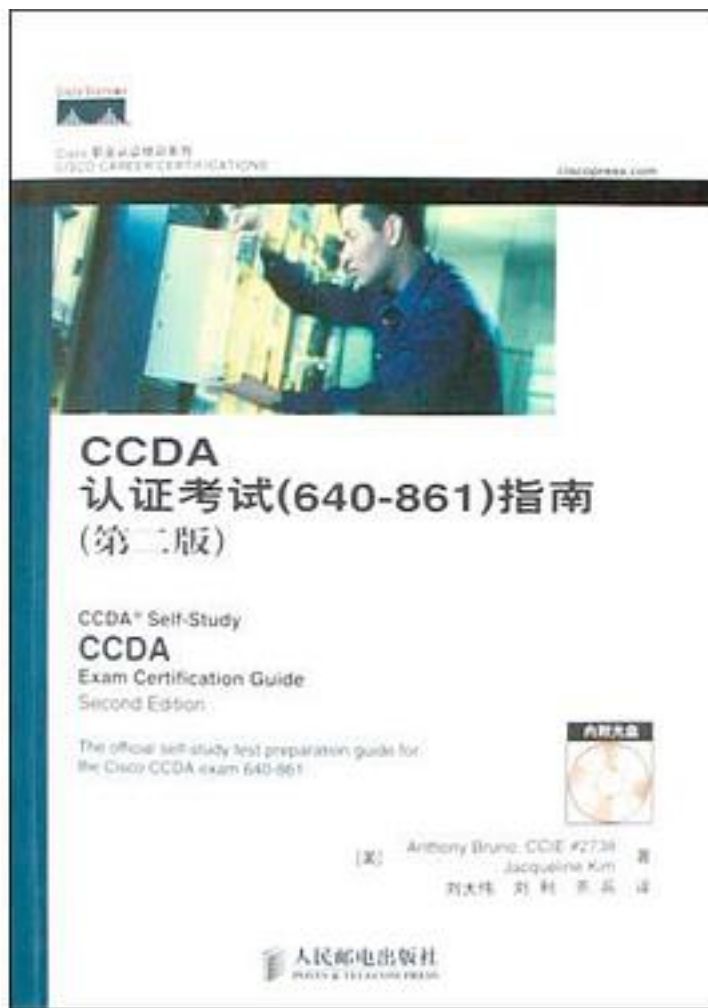 Cisco Systems
Cisco 职业认证培训系列
CISCO CAREER CERTIFICATIONS
ciscopress.com
CCDA
认证考试(640-861)指南
(第二版)
CCDA® Self-Study
CCDA
Exam Certification Guide
Second Edition
The official self-study test preparation guide for
the Cisco CCDA exam 640-861
内附光盘
[美] Anthony Bruno, CCIE #2738
Jacqueline Kim 著
刘大伟 刘利 译
人民邮电出版社
POSTS & TELECOM PRESS